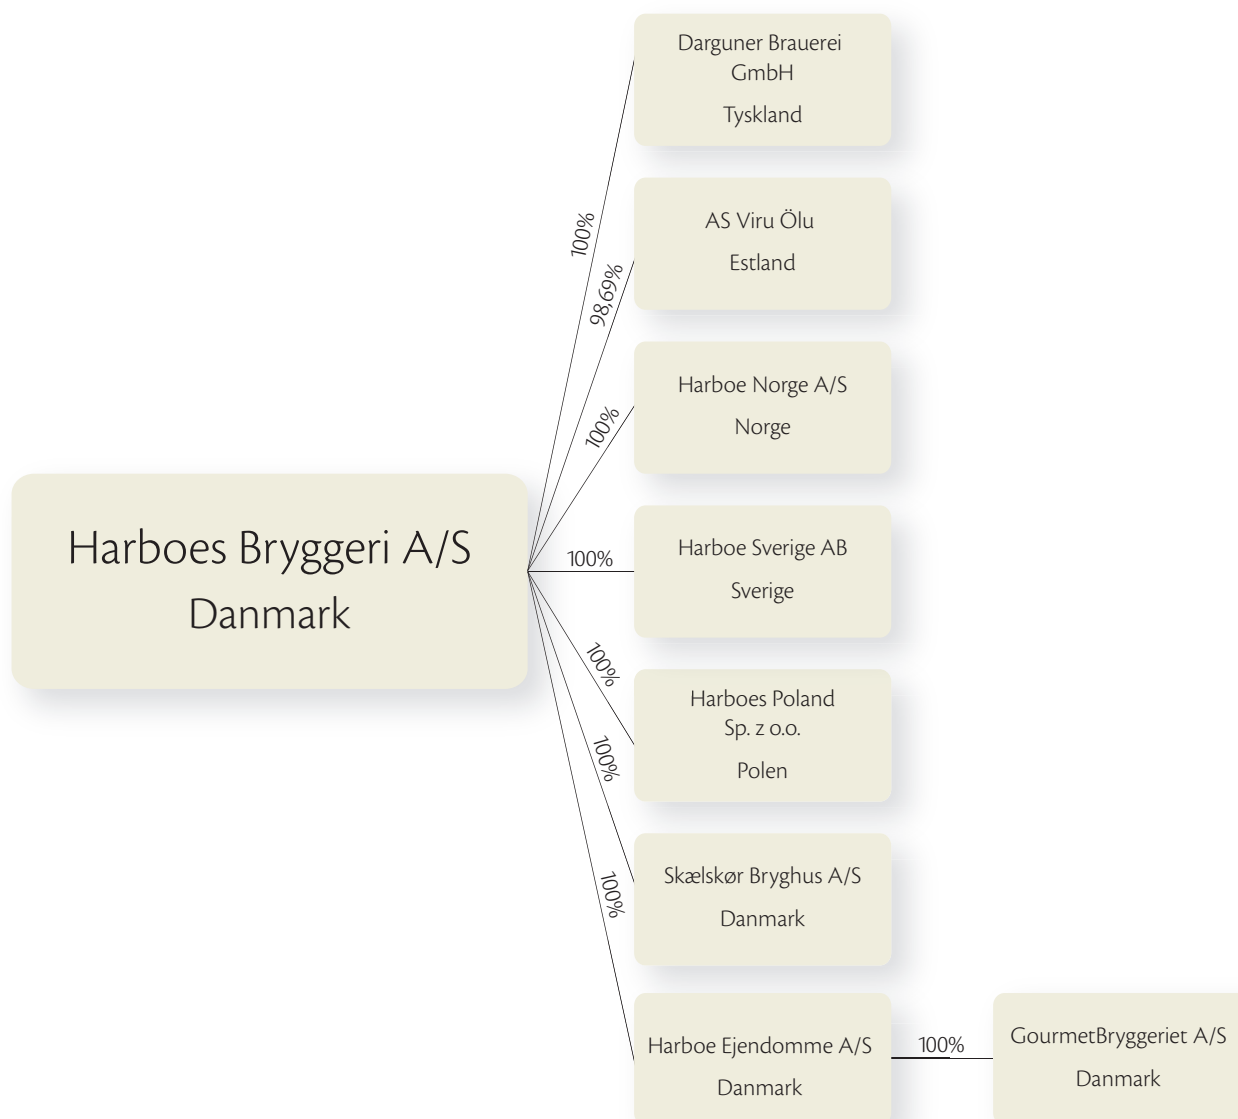 Darguner Brauerei
GmbH
Tyskland
100%
AS Viru Ölu
Estland
98,69%
Harboe Norge A/S
Norge
100%
Harboes Bryggeri A/S
Danmark
100%
Harboe Sverige AB
Sverige
100%
Harboes Poland
Sp. z o.o.
Polen
100%
Skælskør Bryghus A/S
Danmark
100%
Harboe Ejendomme A/S
Danmark
100%
GourmetBryggeriet A/S
Danmark